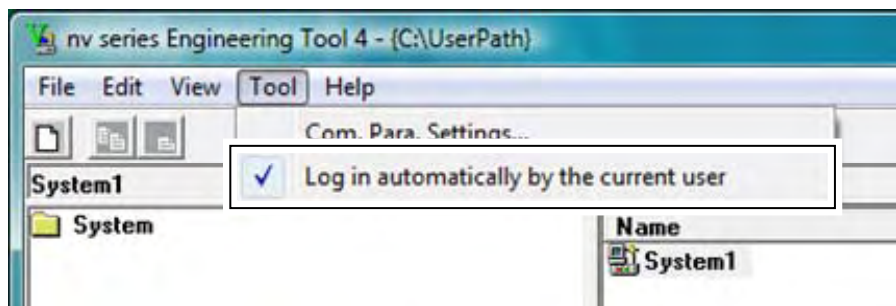 nv series Engineering Tool 4 - {C:\UserPath}
File Edit View Tool Help
Com. Para. Settings...
System1
Log in automatically by the current user
System
Name
System1